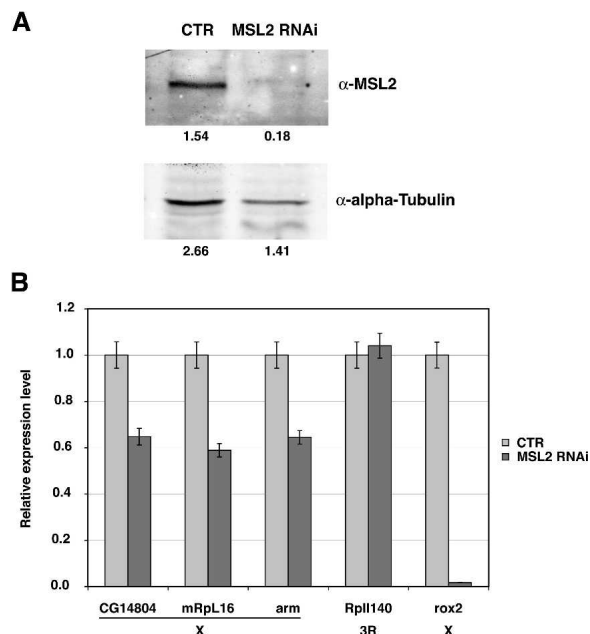 A
CTR MSL2 RNAi
α-MSL2
1.54 0.18
α-alpha-Tubulin
2.66 1.41
B
Relative expression level
1.2
1.0
0.8
0.6
0.4
0.2
0.0
CTR
MSL2 RNAi
CG14804 mRpL16 arm RpII140 rox2
X 3R X